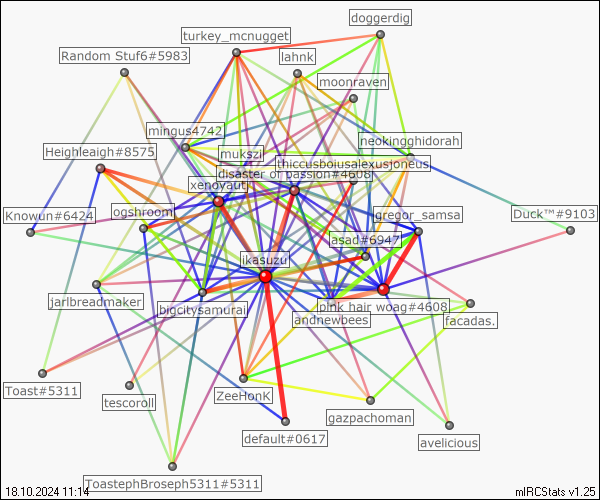 doggerdig
turkey_mcnugget
Random Stuf6#5983
lahnk
moonraven
mingus4742
neokingghidorah
Heighleaigh#8575
mukszi
thiccusboiusalexusjoneus
disaster of passion#4608
xenoyaut
Knowun#6424
ogshroom
gregor_samsa
Duck™#9103
asad#6947
ikasuzu
jarlbreadmaker
bigcitysamurai
pink hair woag#4608
andnewbees
facadas.
Toast#5311
tescoroll
ZeeHonK
gazpachoman
default#0617
avelicious
ToastephBroseph5311#5311
18.10.2024 11:14
mIRCStats v1.25